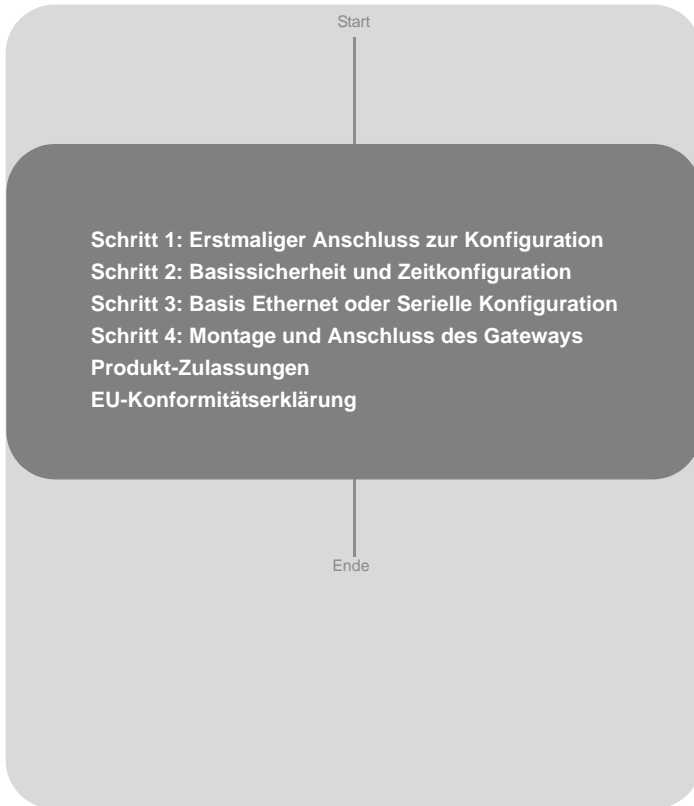 Start
Schritt 1: Erstmaliger Anschluss zur Konfiguration
Schritt 2: Basissicherheit und Zeitkonfiguration
Schritt 3: Basis Ethernet oder Serielle Konfiguration
Schritt 4: Montage und Anschluss des Gateways
Produkt-Zulassungen
EU-Konformitätserklärung
Ende